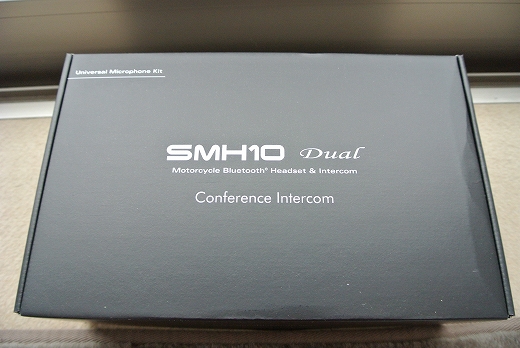 Universal Microphone Kit
SMH10 Dual
Motorcycle Bluetooth® Headset & Intercom
Conference Intercom